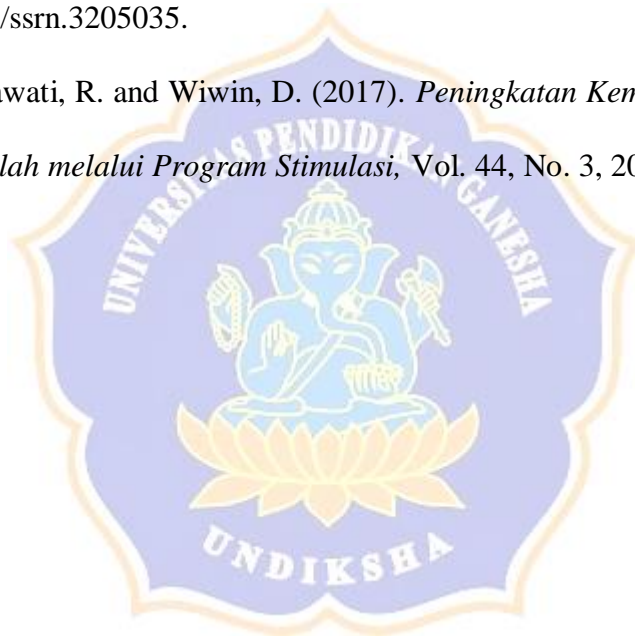 /ssrn.3205035.
awati, R. and Wiwin, D. (2017). Peningkatan Kem
lah melalui Program Stimulasi, Vol. 44, No. 3, 20
UNIVERSITAS PENDIDIKAN GANESHA
UNDIKSHA